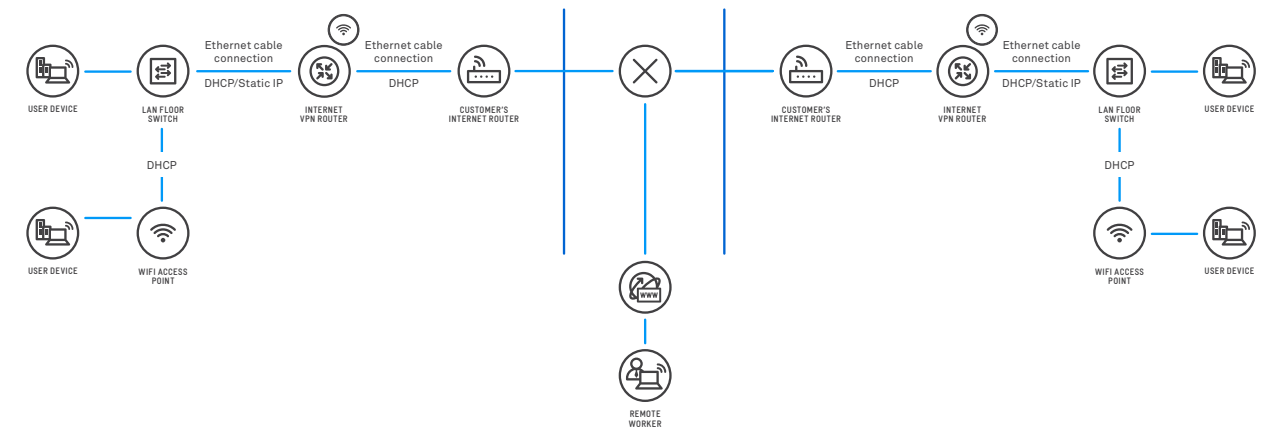 Ethernet cable
connection
DHCP/Static IP
Ethernet cable
connection
DHCP
USER DEVICE
LAN FLOOR
SWITCH
INTERNET
VPN ROUTER
CUSTOMER'S
INTERNET ROUTER
DHCP
USER DEVICE
WIFI ACCESS
POINT
WWW
REMOTE
WORKER
Ethernet cable
connection
DHCP
Ethernet cable
connection
DHCP/Static IP
CUSTOMER'S
INTERNET ROUTER
INTERNET
VPN ROUTER
LAN FLOOR
SWITCH
USER DEVICE
DHCP
WIFI ACCESS
POINT
USER DEVICE